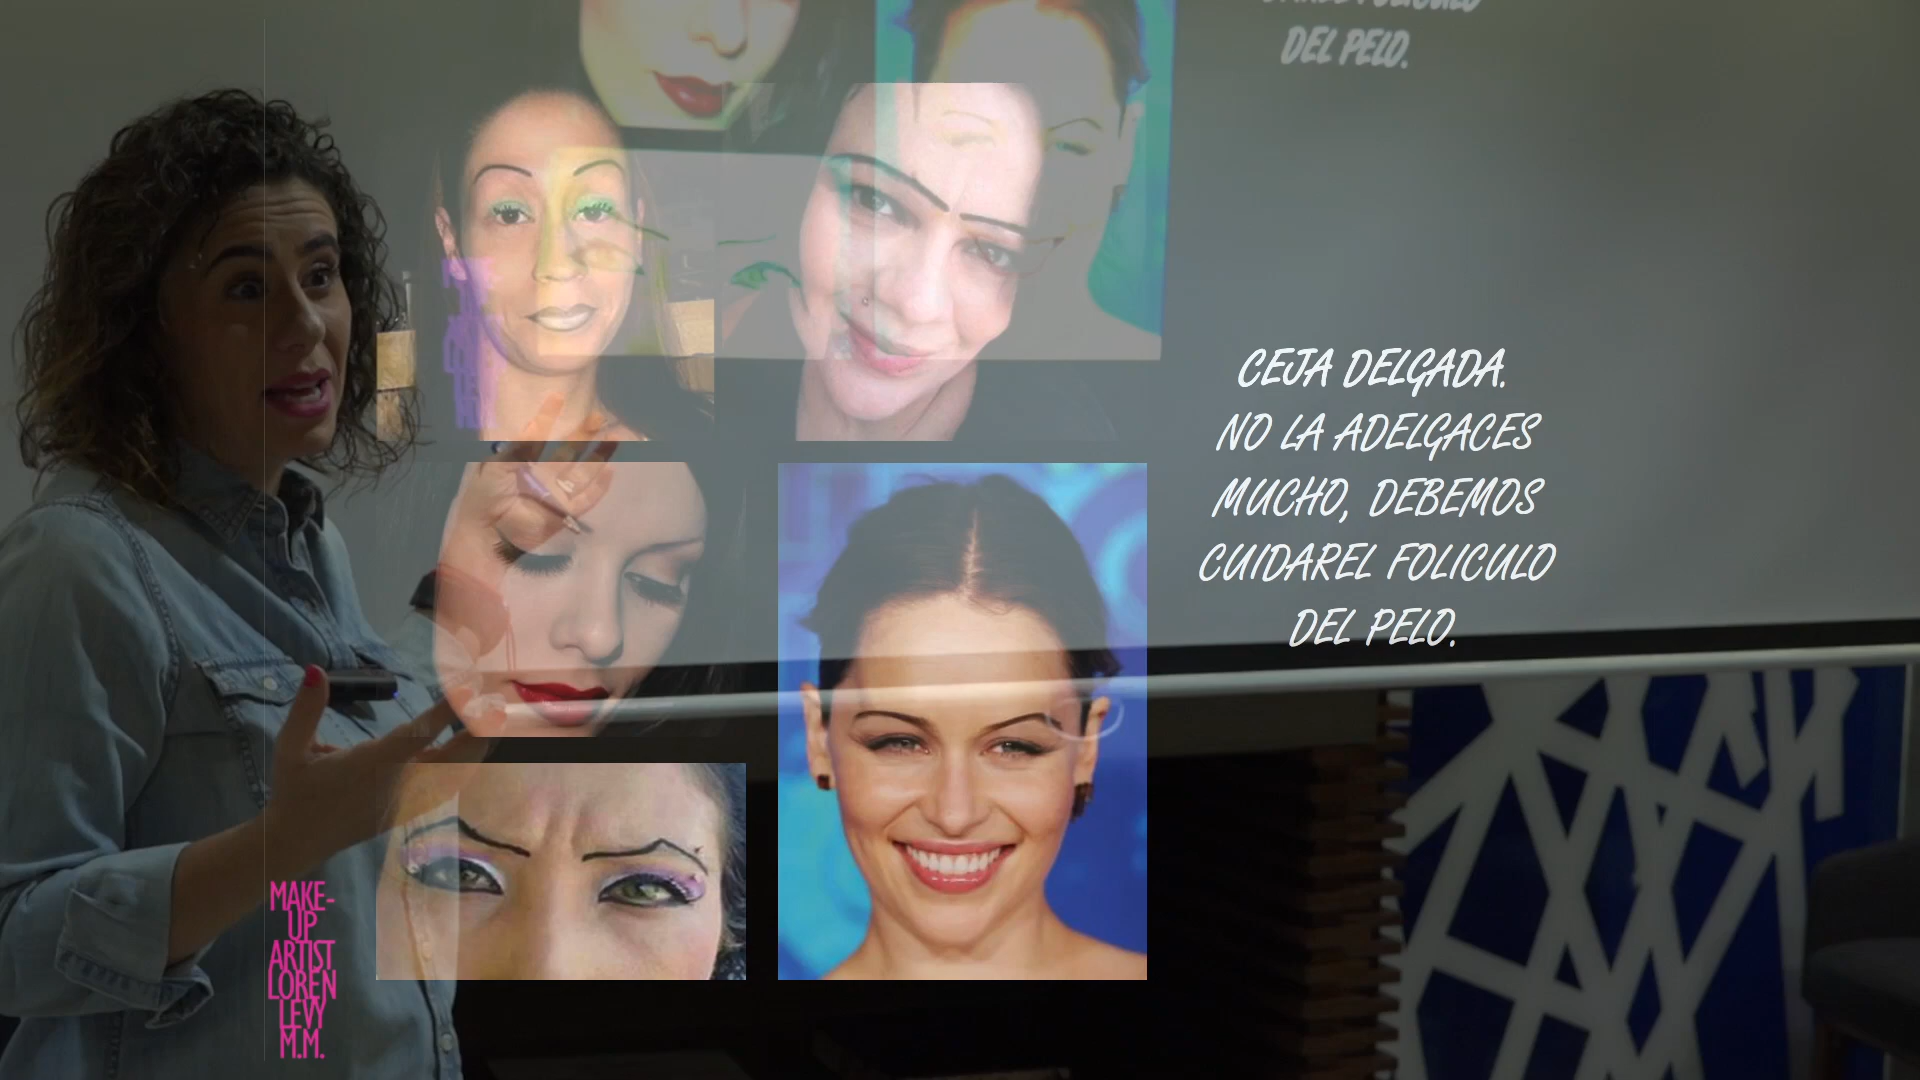 DEL PELO.
CEJA DELGADA.
NO LA ADELGACES
MUCHO, DEBEMOS
CUIDAREL FOLICULO
DEL PELO.
MAKE-
UP
ARTIST
LOREN
LEVY
M.M.